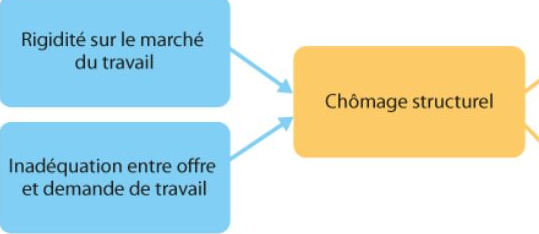 Rigidité sur le marché
du travail
Chômage structurel
Inadéquation entre offre
et demande de travail